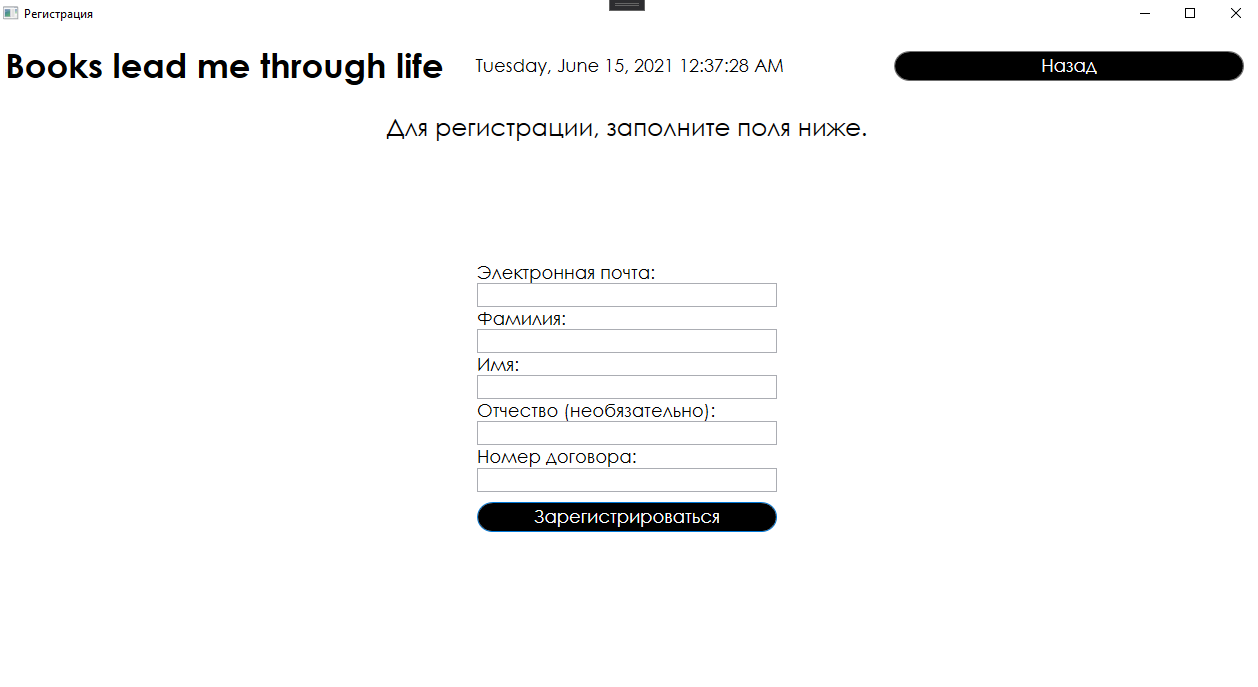 Регистрация
Books lead me through life
Tuesday, June 15, 2021 12:37:28 AM
Назад
Для регистрации, заполните поля ниже.
Электронная почта:
Фамилия:
Имя:
Отчество (необязательно):
Номер договора:
Зарегистрироваться